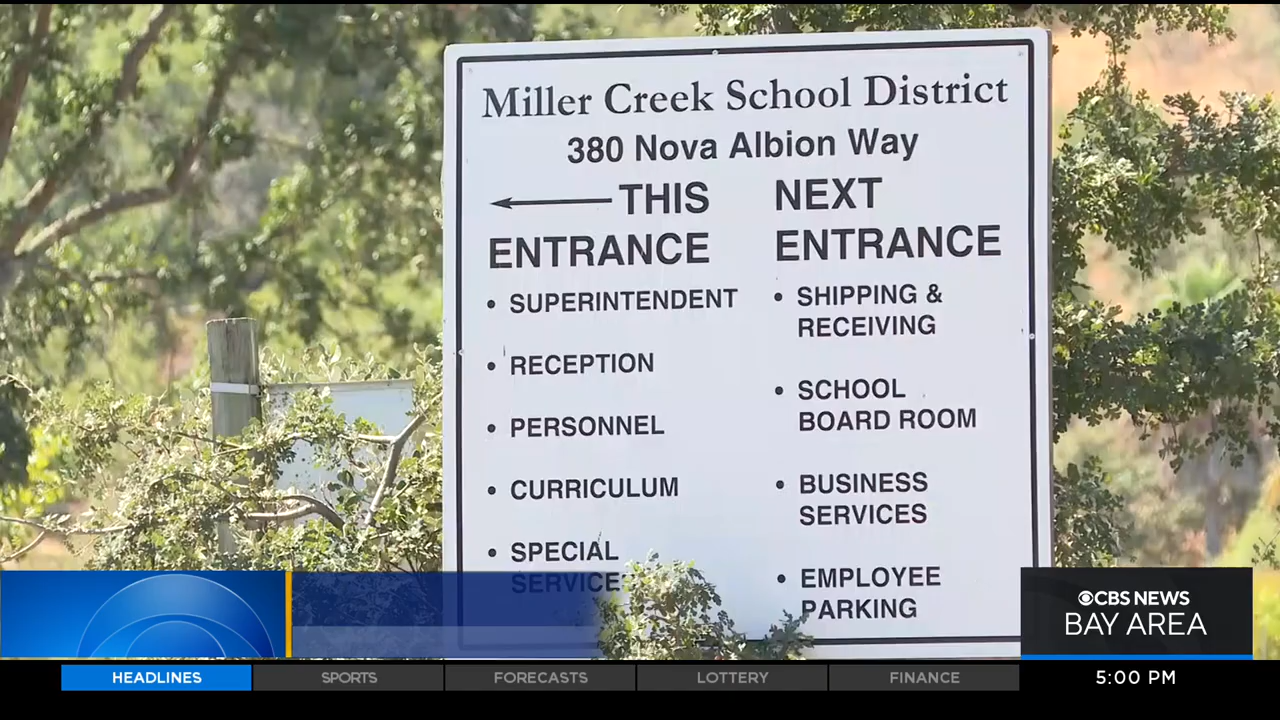 Miller Creek School District
380 Nova Albion Way
THIS
ENTRANCE
• SUPERINTENDENT
• RECEPTION
• PERSONNEL
• CURRICULUM
• SPECIAL
SERVICES
NEXT
ENTRANCE
• SHIPPING &
RECEIVING
• SCHOOL
BOARD ROOM
• BUSINESS
SERVICES
• EMPLOYEE
PARKING
CBS NEWS
BAY AREA
HEADLINES
SPORTS
FORECASTS
LOTTERY
FINANCE
5:00 PM